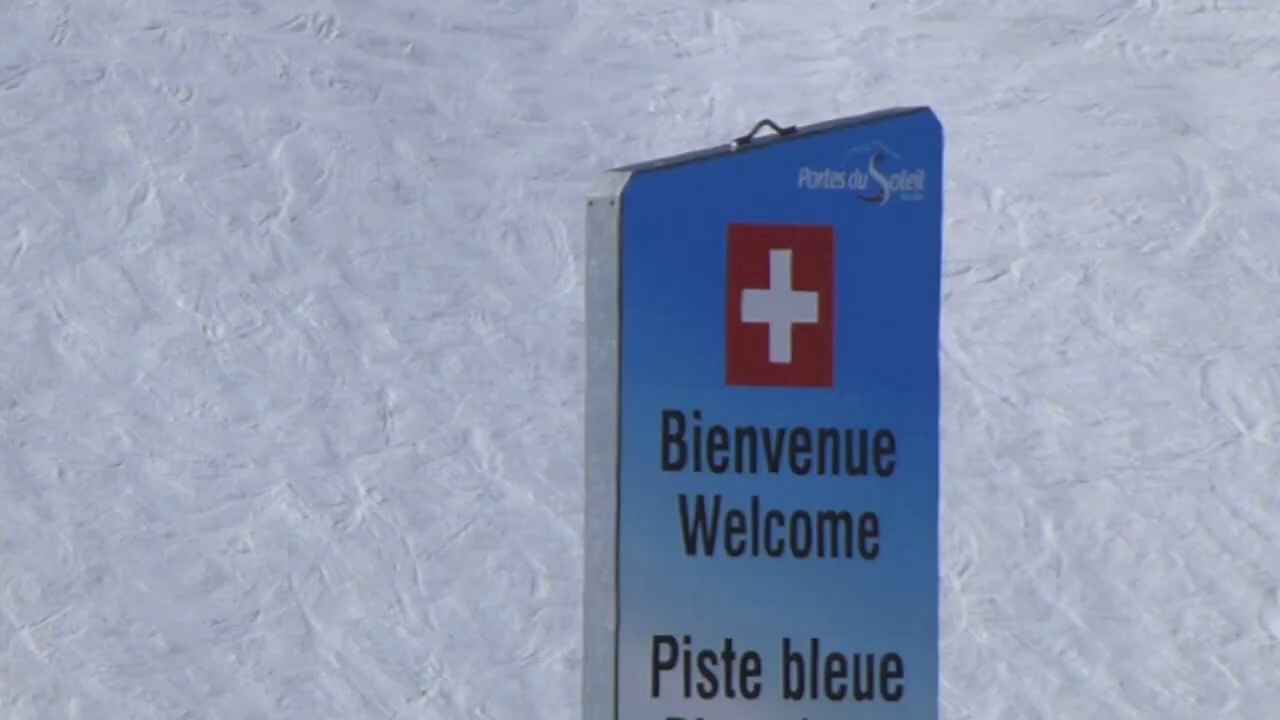 Portes du Soleil
Bienvenue
Welcome
Piste bleue